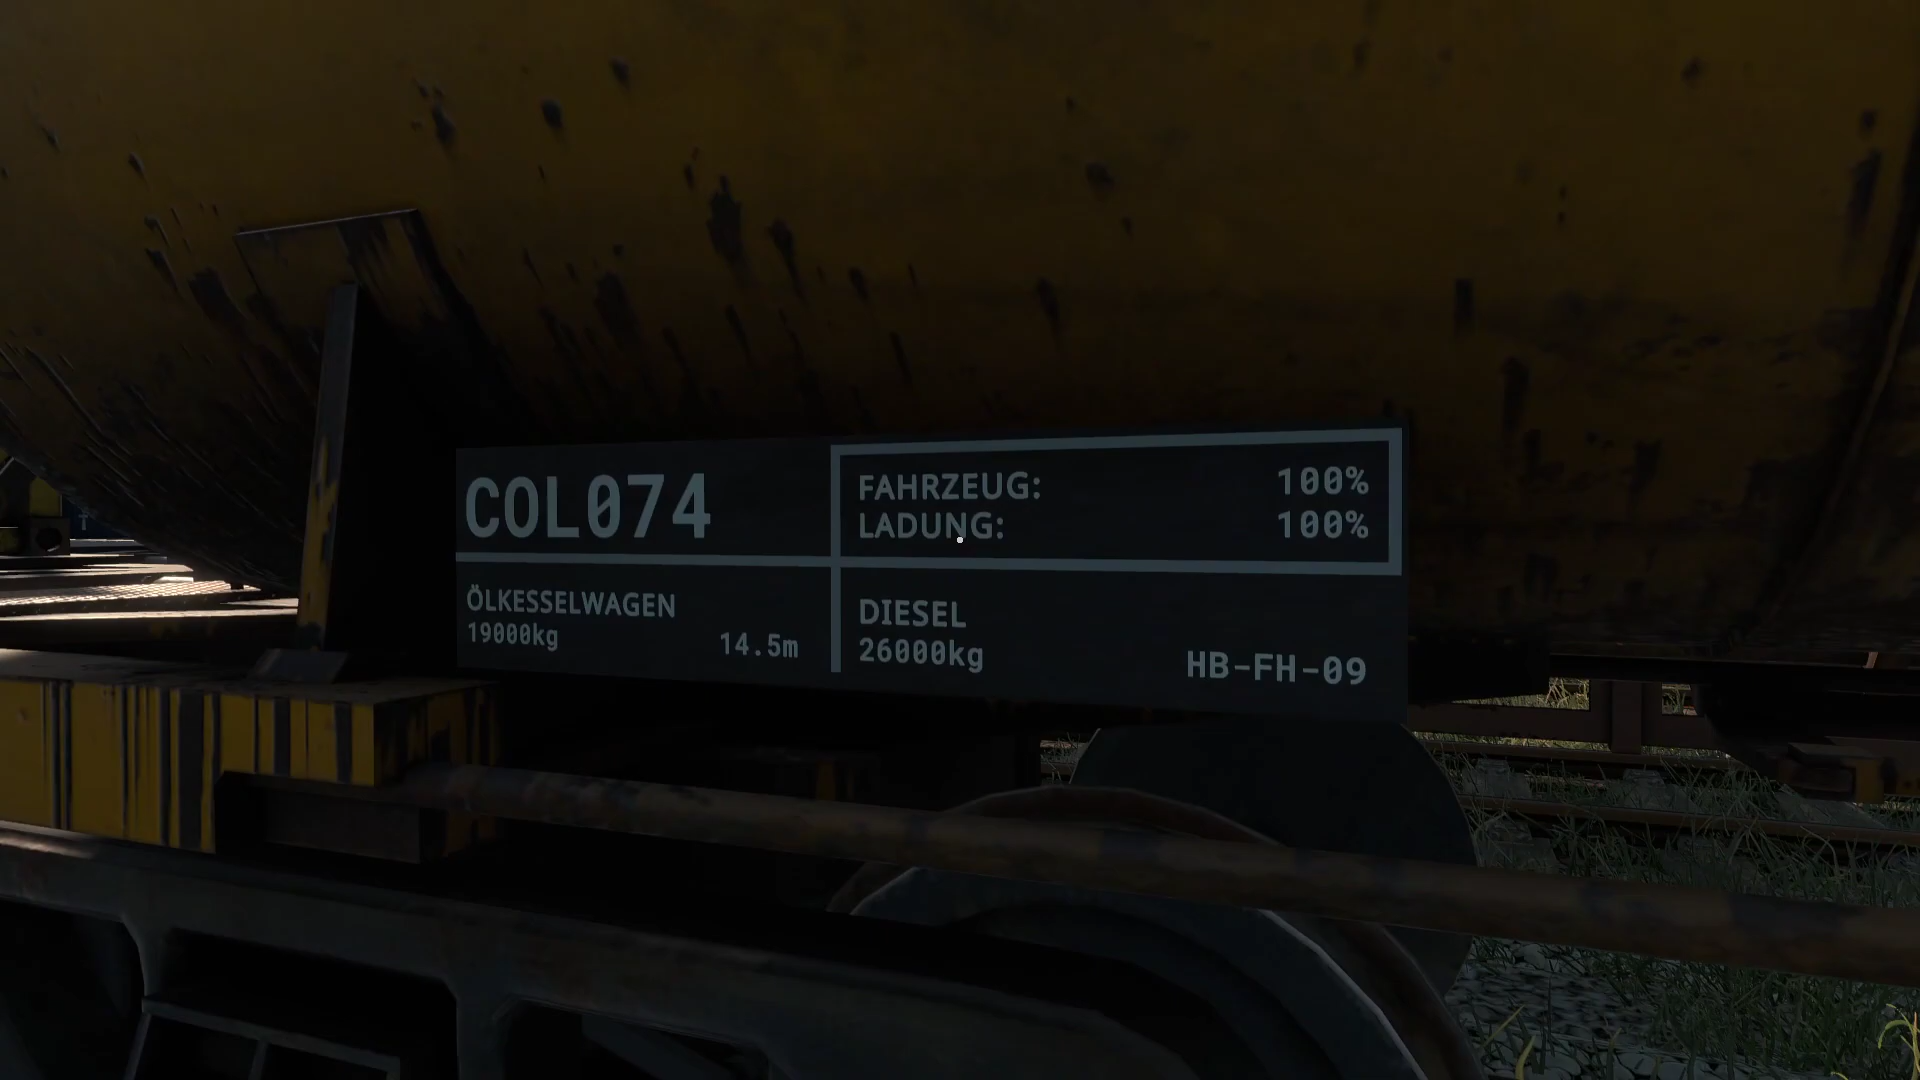 COL074
FAHRZEUG: 100%
LADUNG: 100%
ÖLKESSELWAGEN
19000kg 14.5m
DIESEL
26000kg HB-FH-09